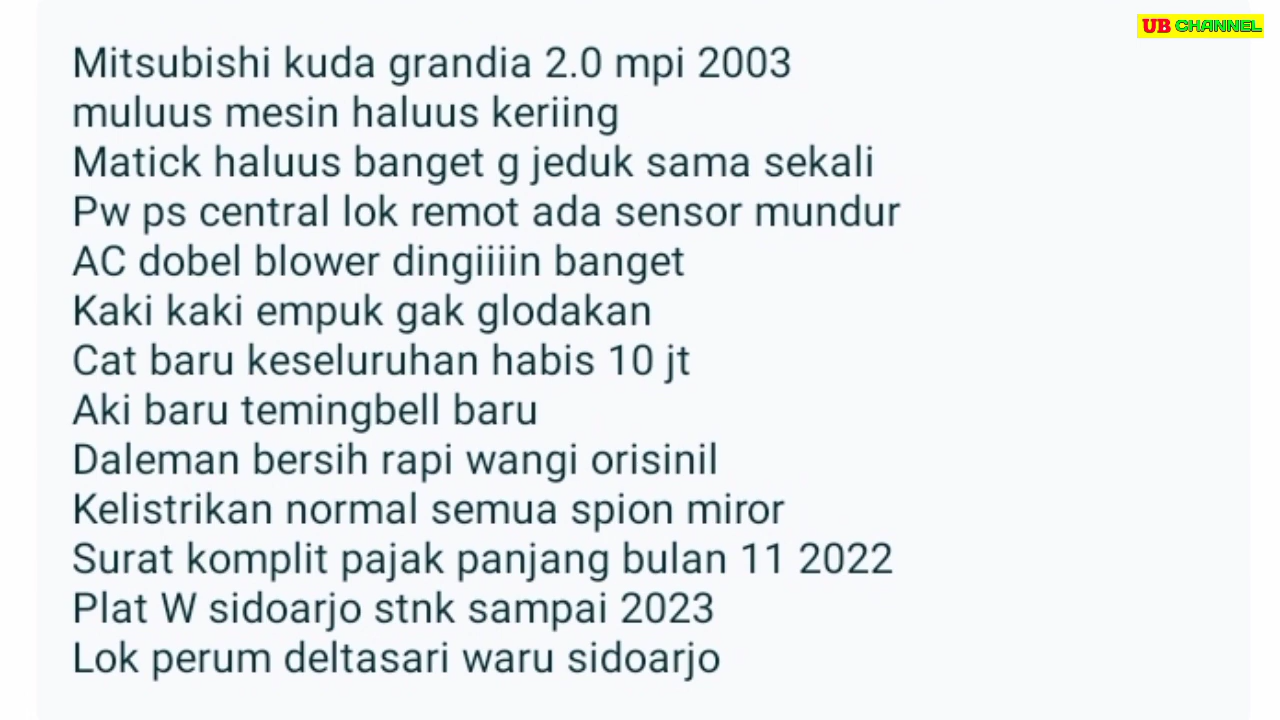 UB CHANNEL
Mitsubishi kuda grandia 2.0 mpi 2003
muluus mesin haluus keriing
Matick haluus banget g jeduk sama sekali
Pw ps central lok remot ada sensor mundur
AC dobel blower dingiiiin banget
Kaki kaki empuk gak glodakan
Cat baru keseluruhan habis 10 jt
Aki baru temingbell baru
Daleman bersih rapi wangi orisinil
Kelistrikan normal semua spion miror
Surat komplit pajak panjang bulan 11 2022
Plat W sidoarjo stnk sampai 2023
Lok perum deltasari waru sidoarjo